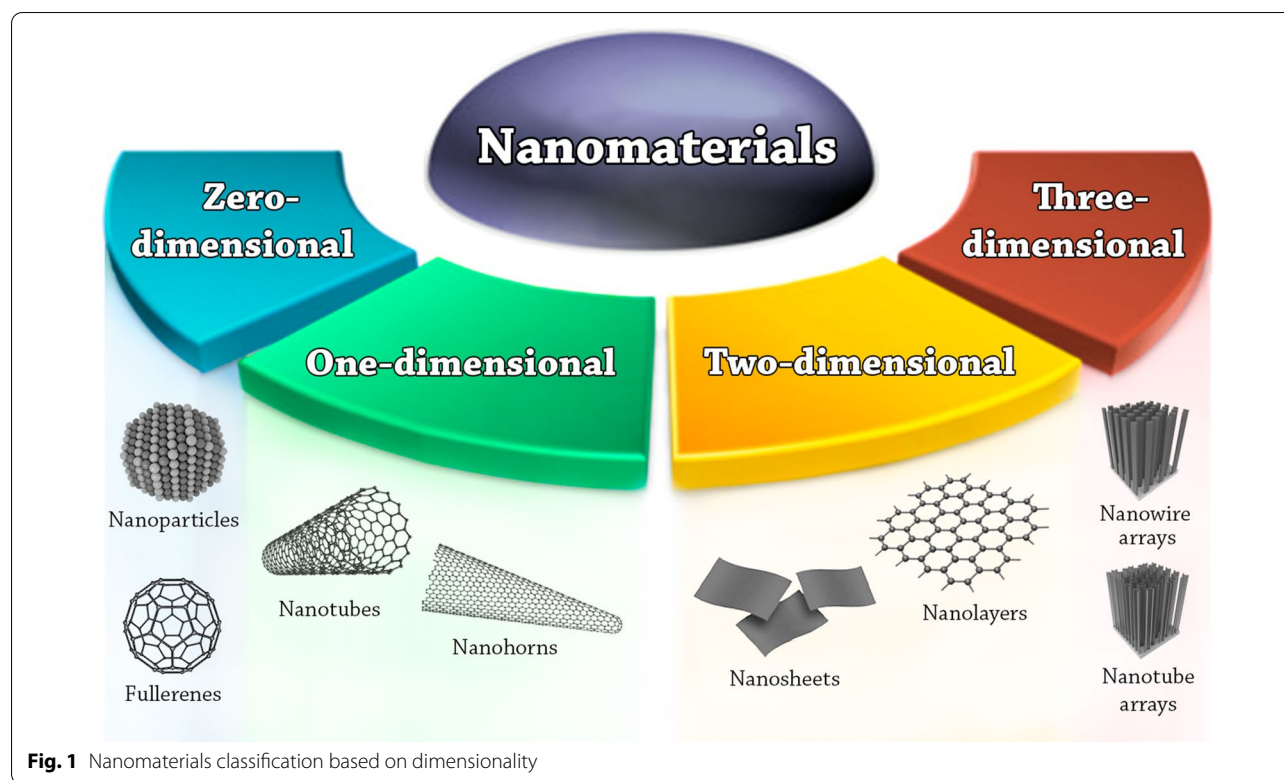 Nanomaterials
Zero-
dimensional
One-dimensional
Two-dimensional
Three-
dimensional
Nanoparticles
Fullerenes
Nanotubes
Nanohorns
Nanosheets
Nanolayers
Nanowire
arrays
Nanotube
arrays
Fig. 1 Nanomaterials classification based on dimensionality